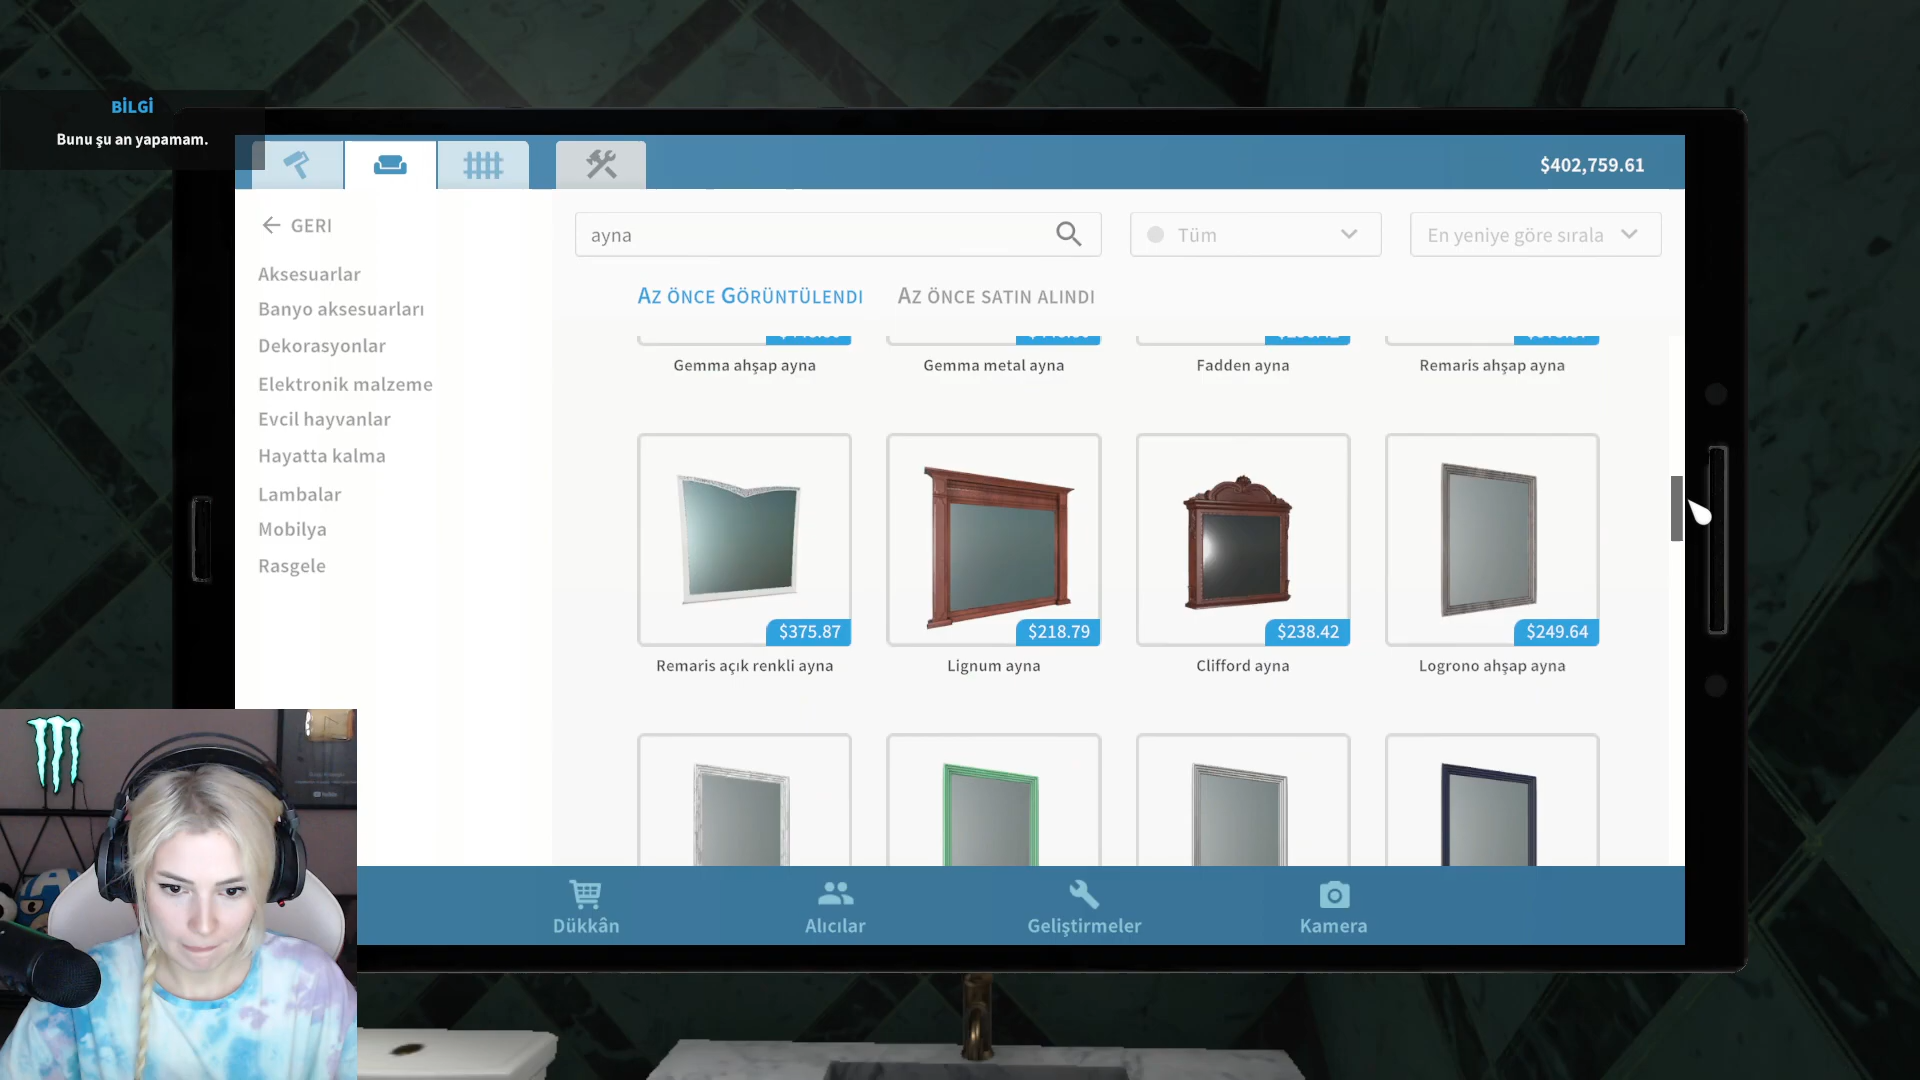 BİLGİ
Bunu şu an yapamam.
$402,759.61
GERI
ayna
Tüm
En yeniye göre sırala
Aksesuarlar
Banyo aksesuarları
Dekorasyonlar
Elektronik malzeme
Evcil hayvanlar
Hayatta kalma
Lambalar
Mobilya
Rasgele
AZ ÖNCE GÖRÜNTÜLENDI
AZ ÖNCE SATIN ALINDI
Gemma ahşap ayna
Gemma metal ayna
Fadden ayna
Remaris ahşap ayna
$375.87
$218.79
$238.42
$249.64
Remaris açık renkli ayna
Lignum ayna
Clifford ayna
Logrono ahşap ayna
Dükkân
Alıcılar
Geliştirmeler
Kamera